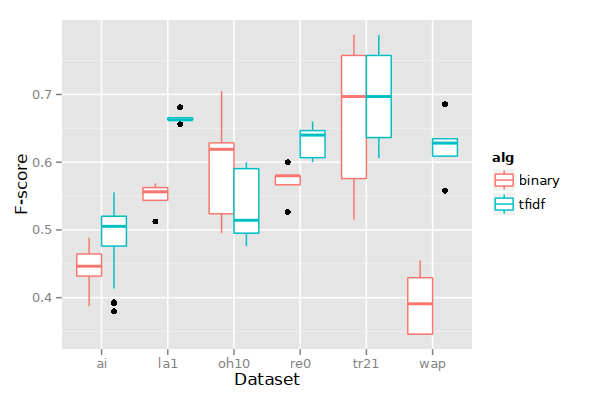 F-score
0.7
0.6
0.5
0.4
ai la1 oh10 re0 tr21 wap
Dataset
alg
binary
tfidf